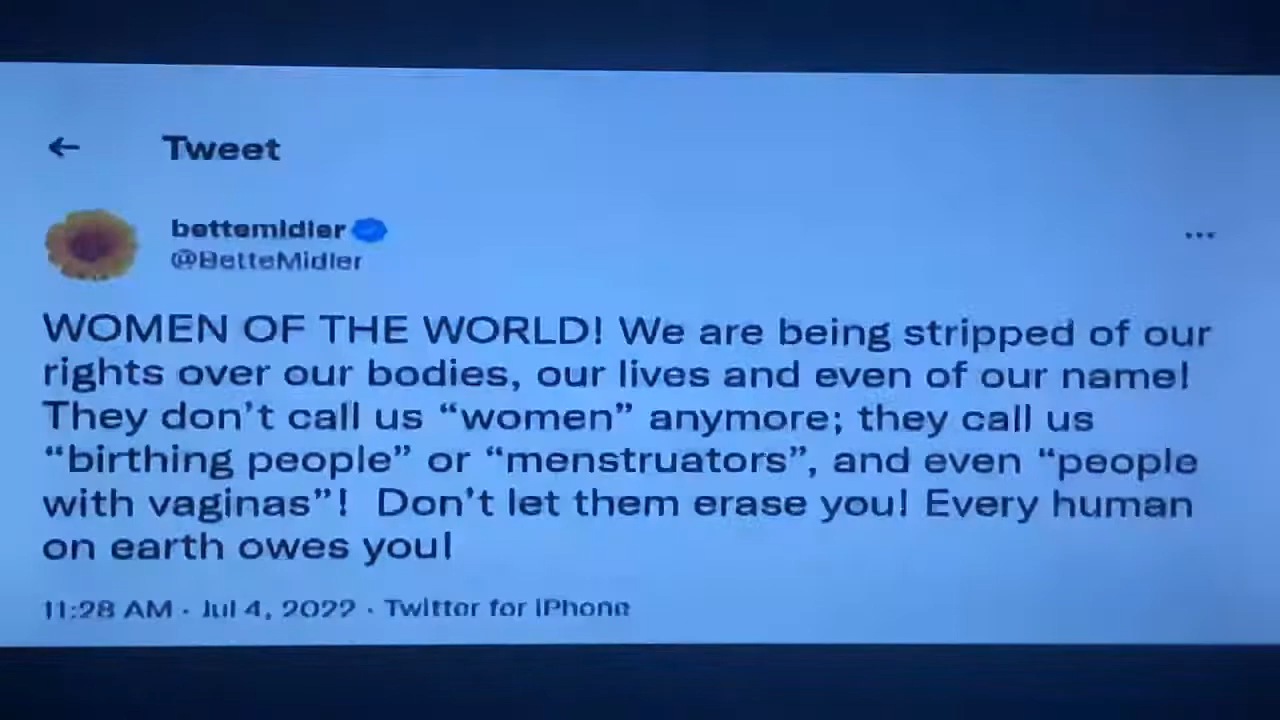 Tweet
bettemidler
@BetteMidler
WOMEN OF THE WORLD! We are being stripped of our
rights over our bodies, our lives and even of our name!
They don’t call us “women” anymore; they call us
“birthing people” or “menstruators”, and even “people
with vaginas”!  Don’t let them erase you! Every human
on earth owes you!
11:28 AM · Jul 4, 2022 · Twitter for iPhone